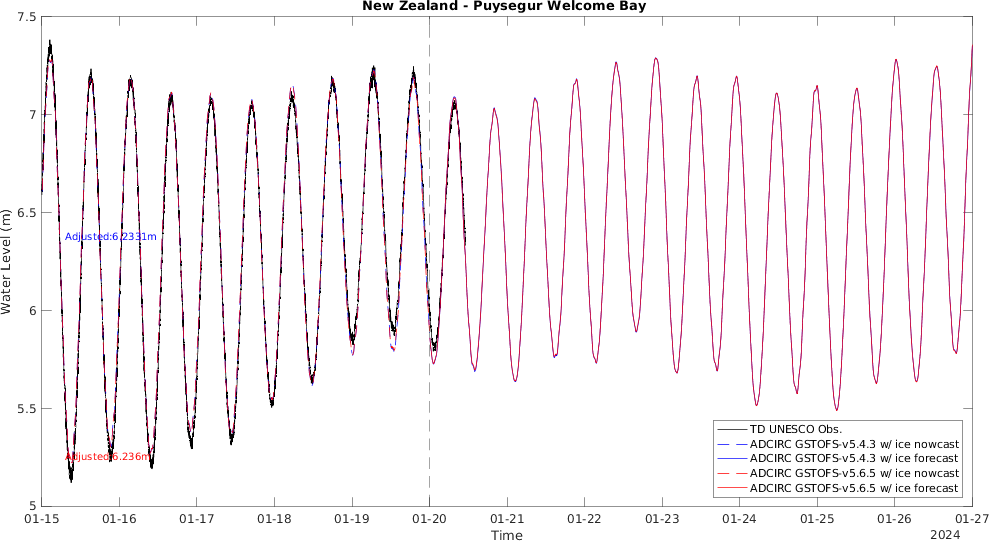 New Zealand - Puysegur Welcome Bay
7.5
7
6.5
6
5.5
5
Water Level (m)
Adjusted:6.2331m
Adjusted:6.236m
TD UNESCO Obs.
ADCIRC GSTOFS-v5.4.3 w/ ice nowcast
ADCIRC GSTOFS-v5.4.3 w/ ice forecast
ADCIRC GSTOFS-v5.6.5 w/ ice nowcast
ADCIRC GSTOFS-v5.6.5 w/ ice forecast
01-15 01-16 01-17 01-18 01-19 01-20 01-21 01-22 01-23 01-24 01-25 01-26 01-27
Time
2024